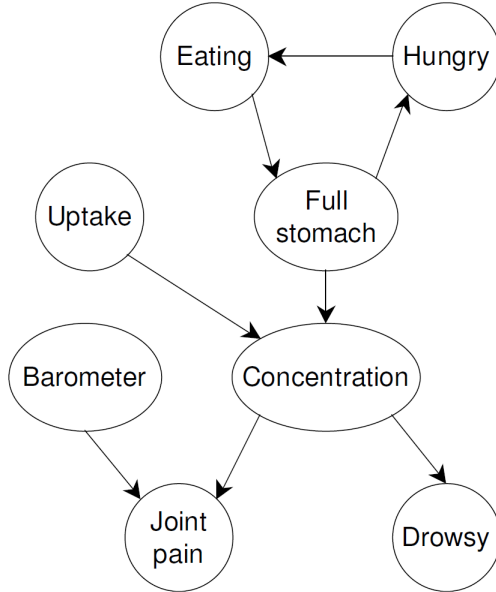 Eating
Hungry
Full
stomach
Uptake
Barometer
Concentration
Joint
pain
Drowsy